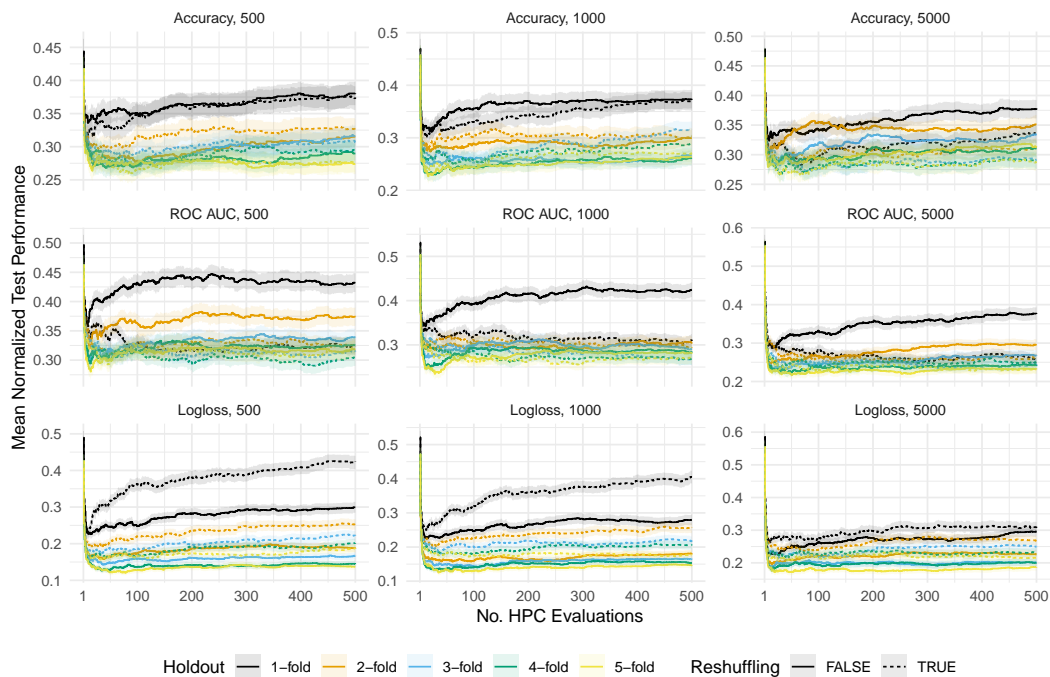 Accuracy, 500
Accuracy, 1000
Accuracy, 5000
0.45
0.40
0.35
0.30
0.25
0.5
0.4
0.3
0.2
0.50
0.45
0.40
0.35
0.30
0.25
ROC AUC, 500
ROC AUC, 1000
ROC AUC, 5000
0.50
0.45
0.40
0.35
0.30
0.5
0.4
0.3
0.6
0.5
0.4
0.3
0.2
Logloss, 500
Logloss, 1000
Logloss, 5000
0.5
0.4
0.3
0.2
0.1
0.5
0.4
0.3
0.2
0.1
0.6
0.5
0.4
0.3
0.2
1 100 200 300 400 500
1 100 200 300 400 500
1 100 200 300 400 500
Mean Normalized Test Performance
No. HPC Evaluations
Holdout 1−fold 2−fold 3−fold 4−fold 5−fold Reshuffling FALSE TRUE